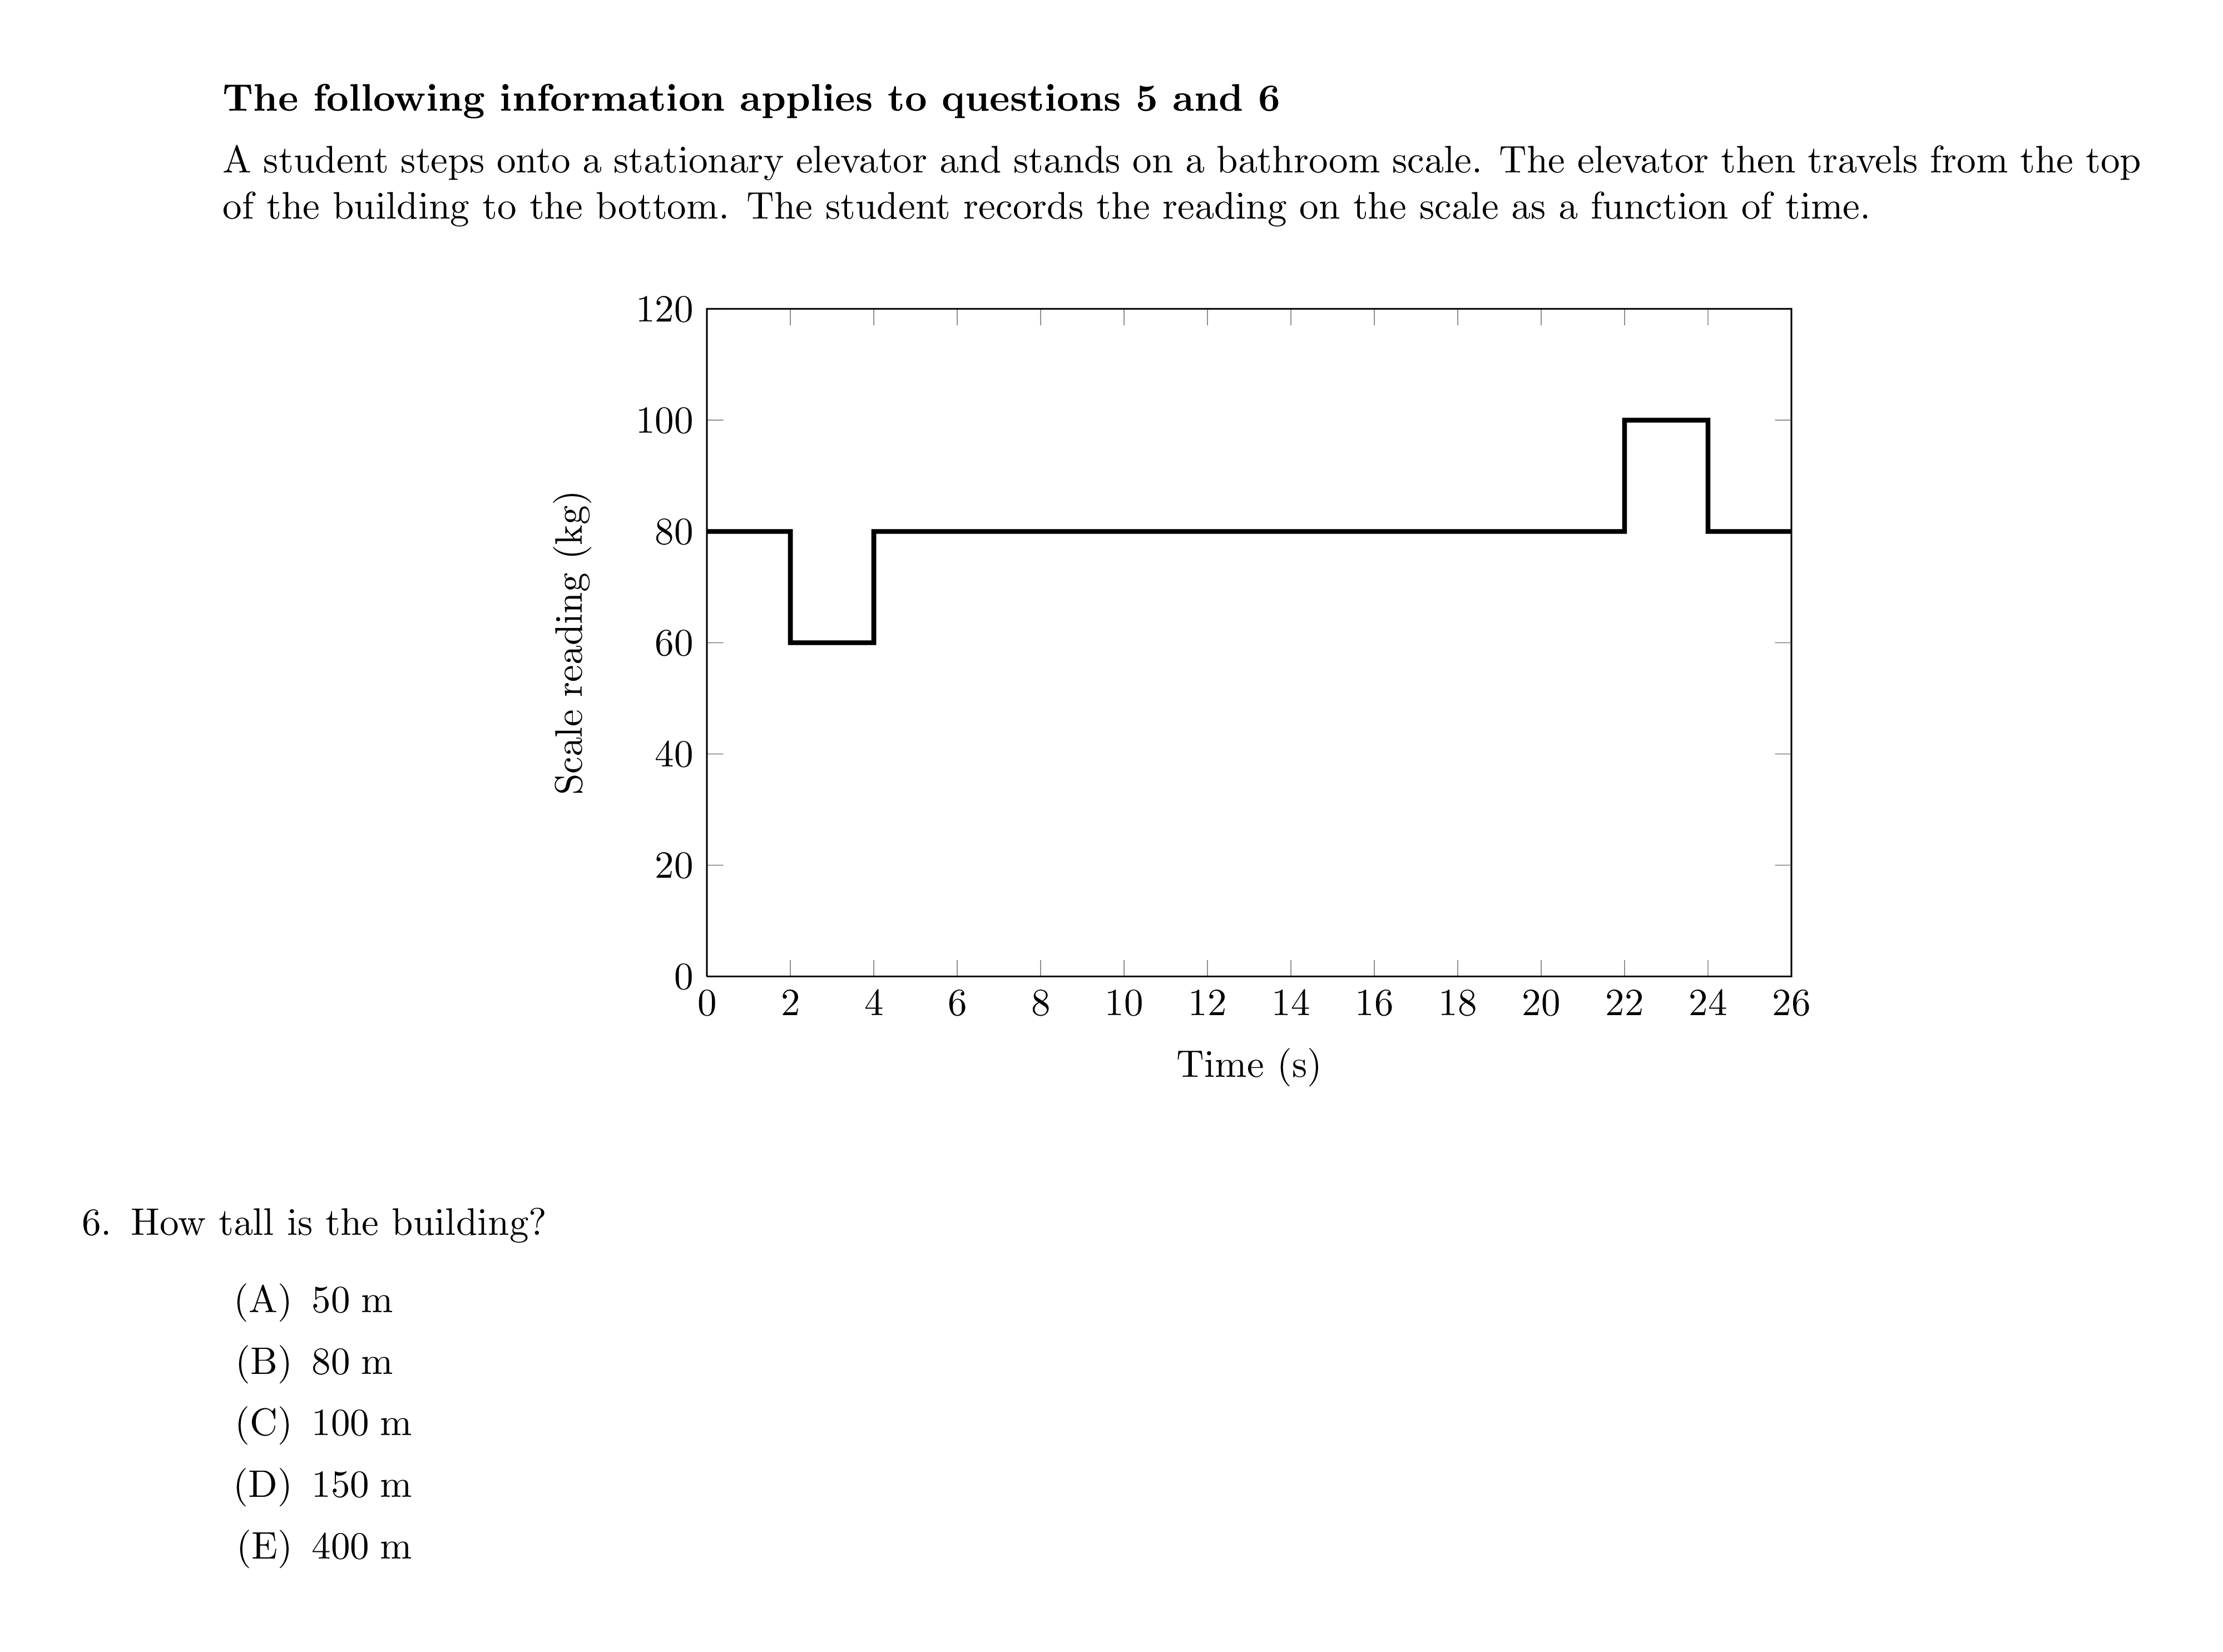 The following information applies to questions 5 and 6
A student steps onto a stationary elevator and stands on a bathroom scale. The elevator then travels from the top
of the building to the bottom. The student records the reading on the scale as a function of time.
120
100
80
60
40
20
0
Scale reading (kg)
0 2 4 6 8 10 12 14 16 18 20 22 24 26
Time (s)
6. How tall is the building?
(A) 50 m
(B) 80 m
(C) 100 m
(D) 150 m
(E) 400 m